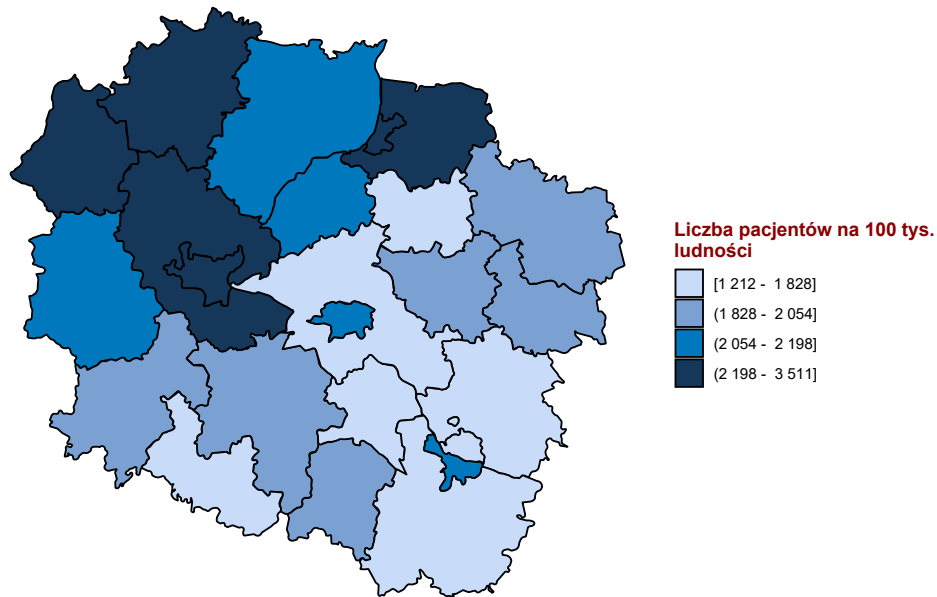 Liczba pacjentów na 100 tys.
ludności
[1 212 - 1 828]
(1 828 - 2 054]
(2 054 - 2 198]
(2 198 - 3 511]